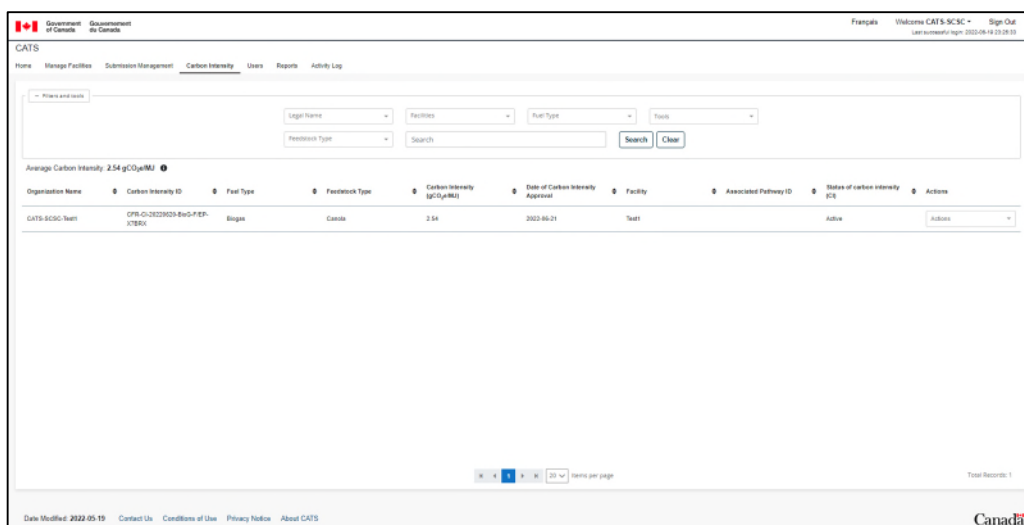 Government of Canada Gouvernement du Canada
Français Welcome CATS-SCSC Sign Out
Last successful login: 2022-06-19 23:25:33
CATS
Home Manage Facilities Submission Management Carbon Intensity Users Reports Activity Log
− Filters and tools
Legal Name Facilities Fuel Type Tools
Feedstock Type Search Search Clear
Average Carbon Intensity: 2.54 gCO₂e/MJ
Organization Name Carbon Intensity ID Fuel Type Feedstock Type Carbon Intensity (gCO₂e/MJ) Date of Carbon Intensity Approval Facility Associated Pathway ID Status of carbon intensity (CI) Actions
CATS-SCSC-Test1 Biogas Canola 2.54 2022-06-21 Test1 Active Actions
1 20 items per page Total Records: 1
Date Modified: 2022-05-19 Contact Us Conditions of Use Privacy Notice About CATS
Canada